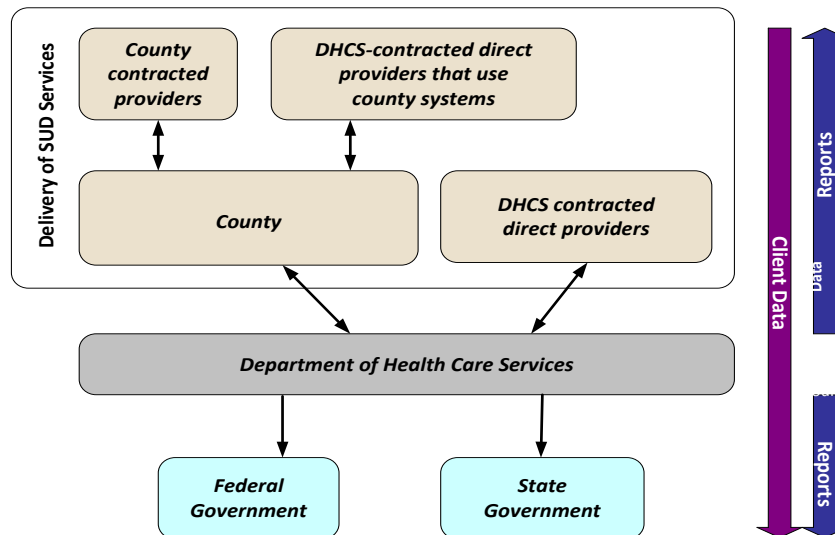 County
contracted
providers
DHCS-contracted direct
providers that use
county systems
Delivery of SUD Services
County
DHCS contracted
direct providers
Department of Health Care Services
Federal
Government
State
Government
Client Data
Reports
Data
Reports